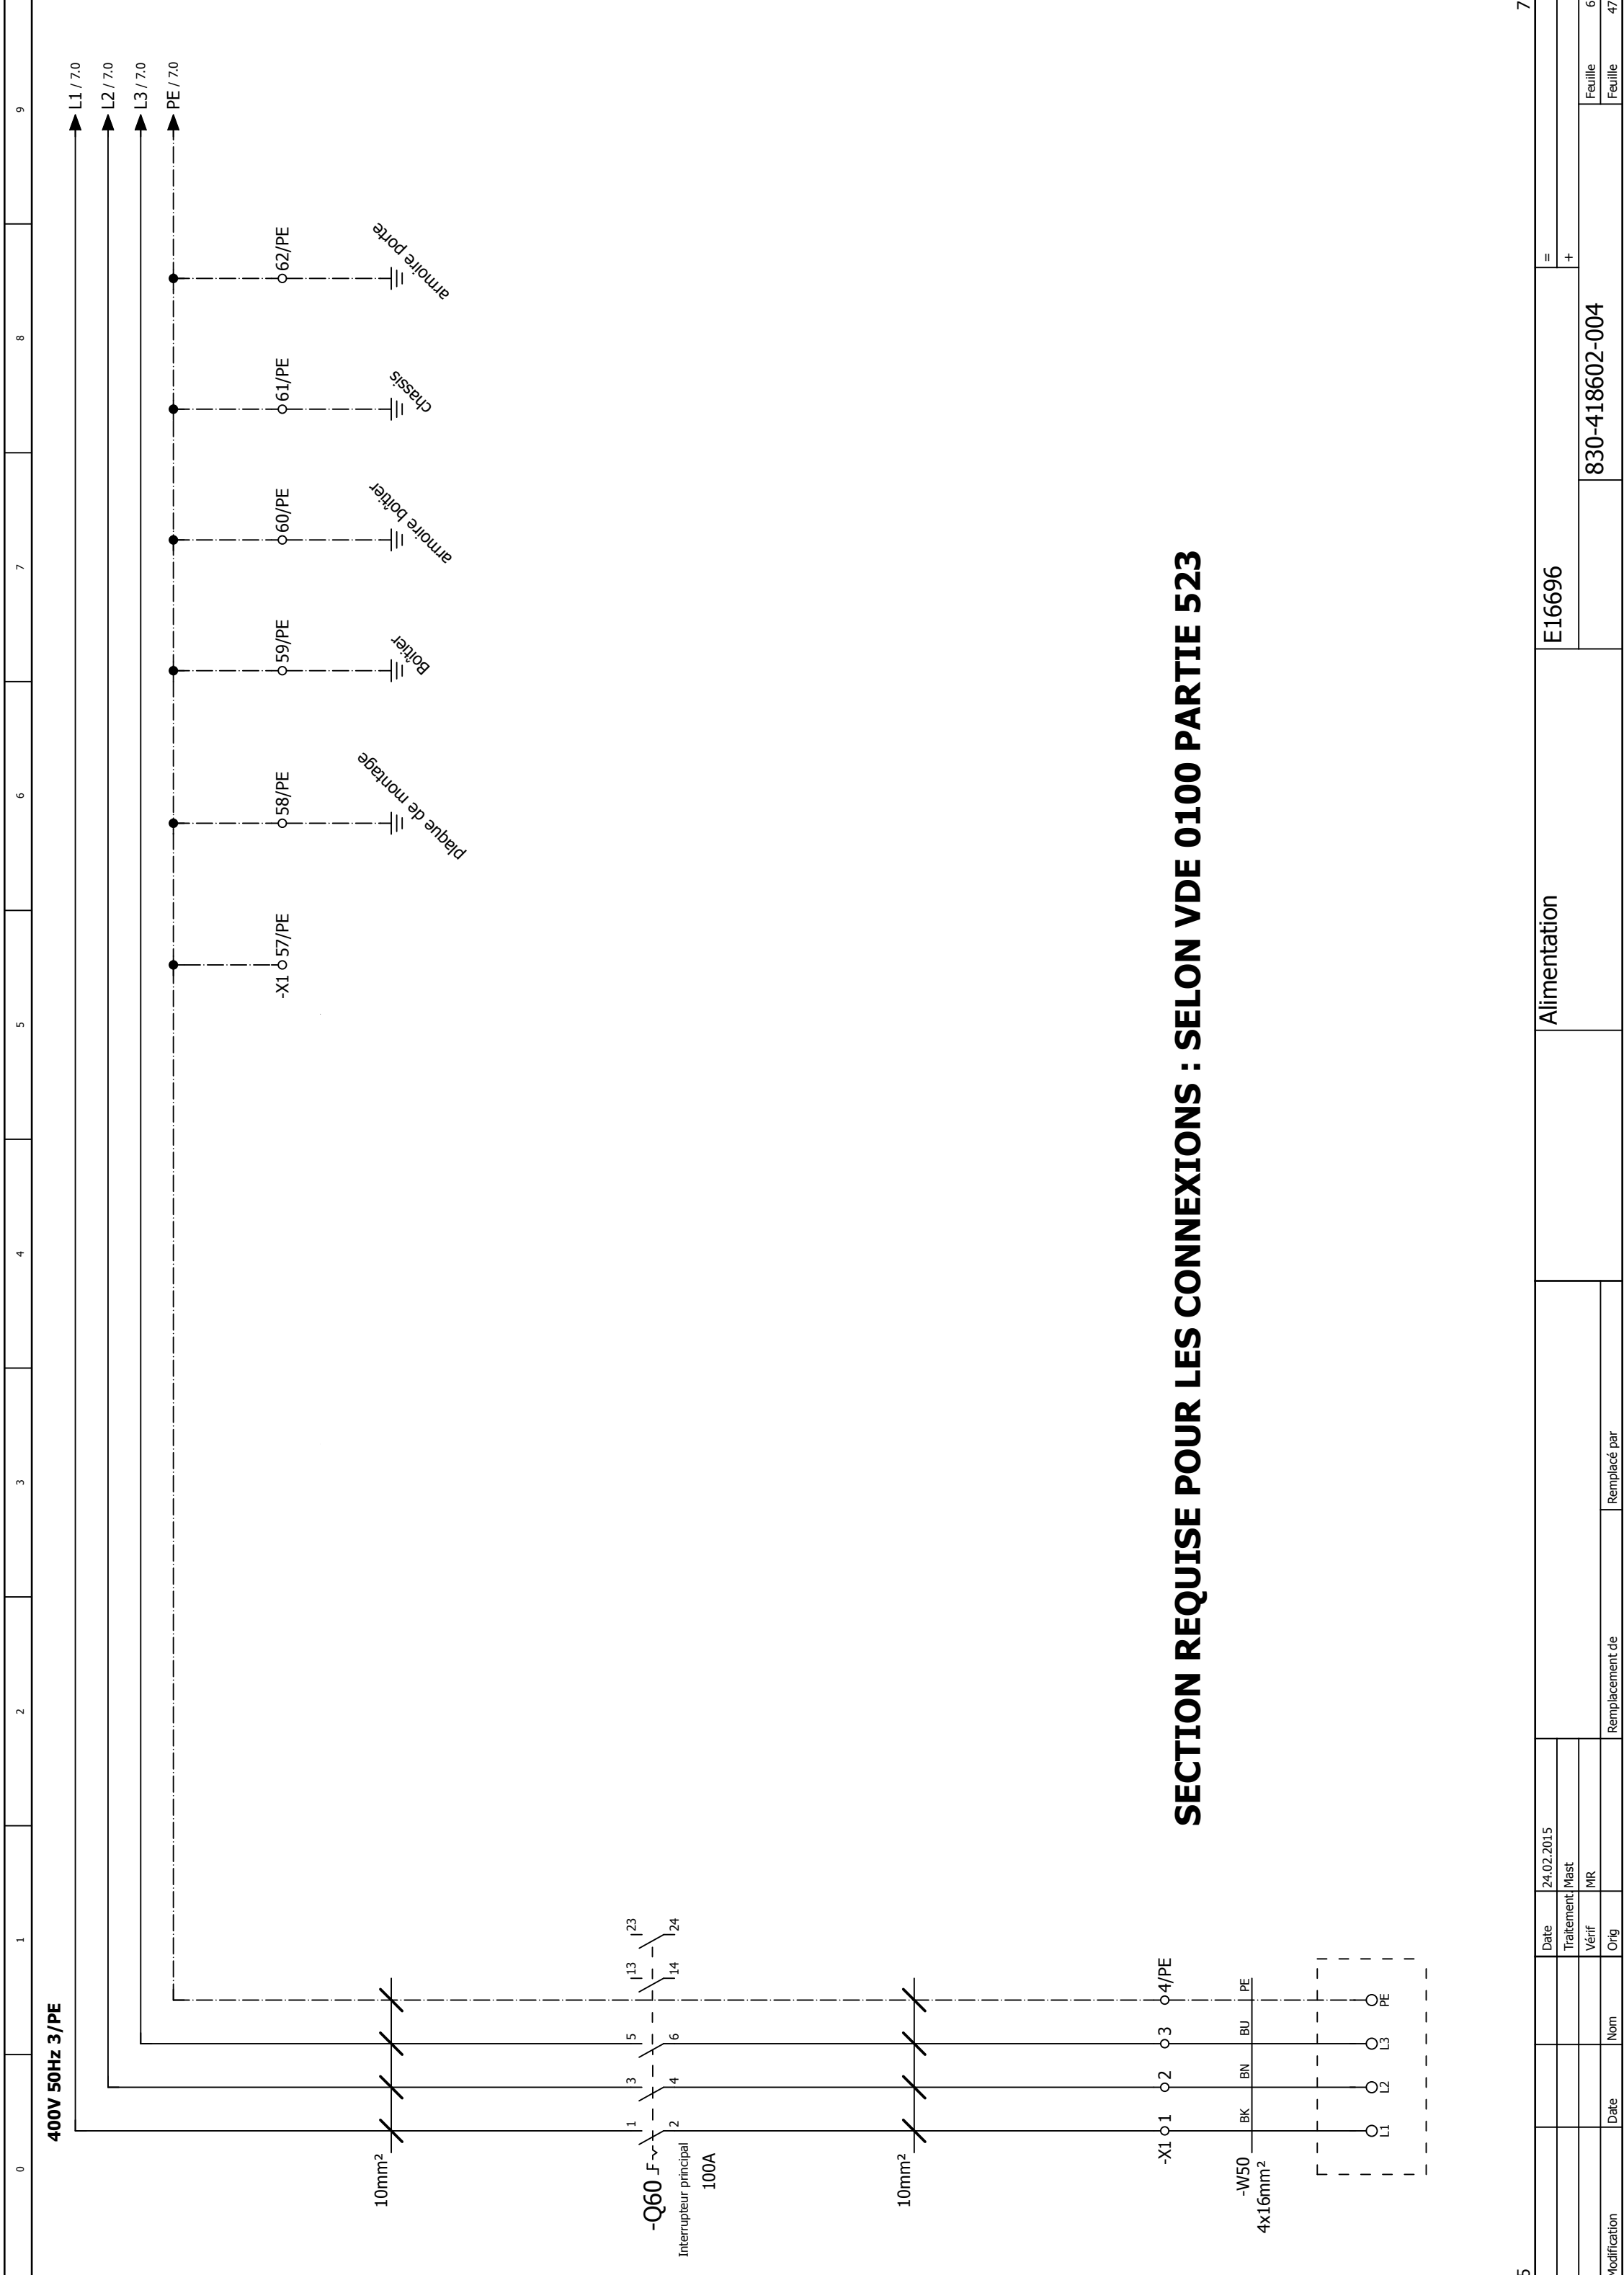 0 1 2 3 4 5 6 7 8 9
400V 50Hz 3/PE
L1 / 7.0
L2 / 7.0
L3 / 7.0
PE / 7.0
-X1 57/PE 58/PE 59/PE 60/PE 61/PE 62/PE
plaque de montage
Boîtier
armoire boîtier
chassis
armoire porte
10mm²
-Q60 1 3 5 13 23
2 4 6 14 24
Interrupteur principal
100A
10mm²
-X1 1 2 3 4/PE
SECTION REQUISE POUR LES CONNEXIONS : SELON VDE 0100 PARTIE 523
-W50 BK BN BU PE
4x16mm²
L1 L2 L3 PE
7
Date 24.02.2015 Alimentation E16696 =
Traitement. Mast +
Vérif MR 830-418602-004 Feuille 6
Modification Date Nom Orig Remplacement de Remplacé par Feuille 47